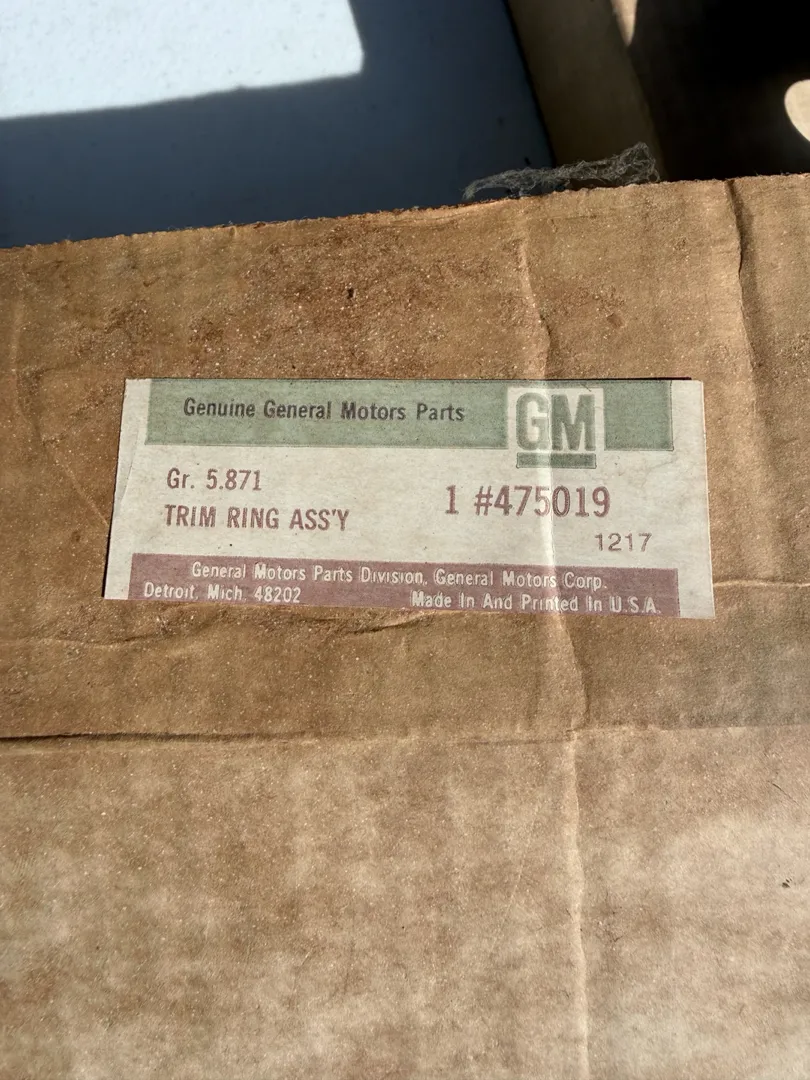 Genuine General Motors Parts
GM
Gr. 5.871
TRIM RING ASS'Y
1 #475019
1217
General Motors Parts Division, General Motors Corp.
Detroit, Mich. 48202 Made In And Printed In U.S.A.